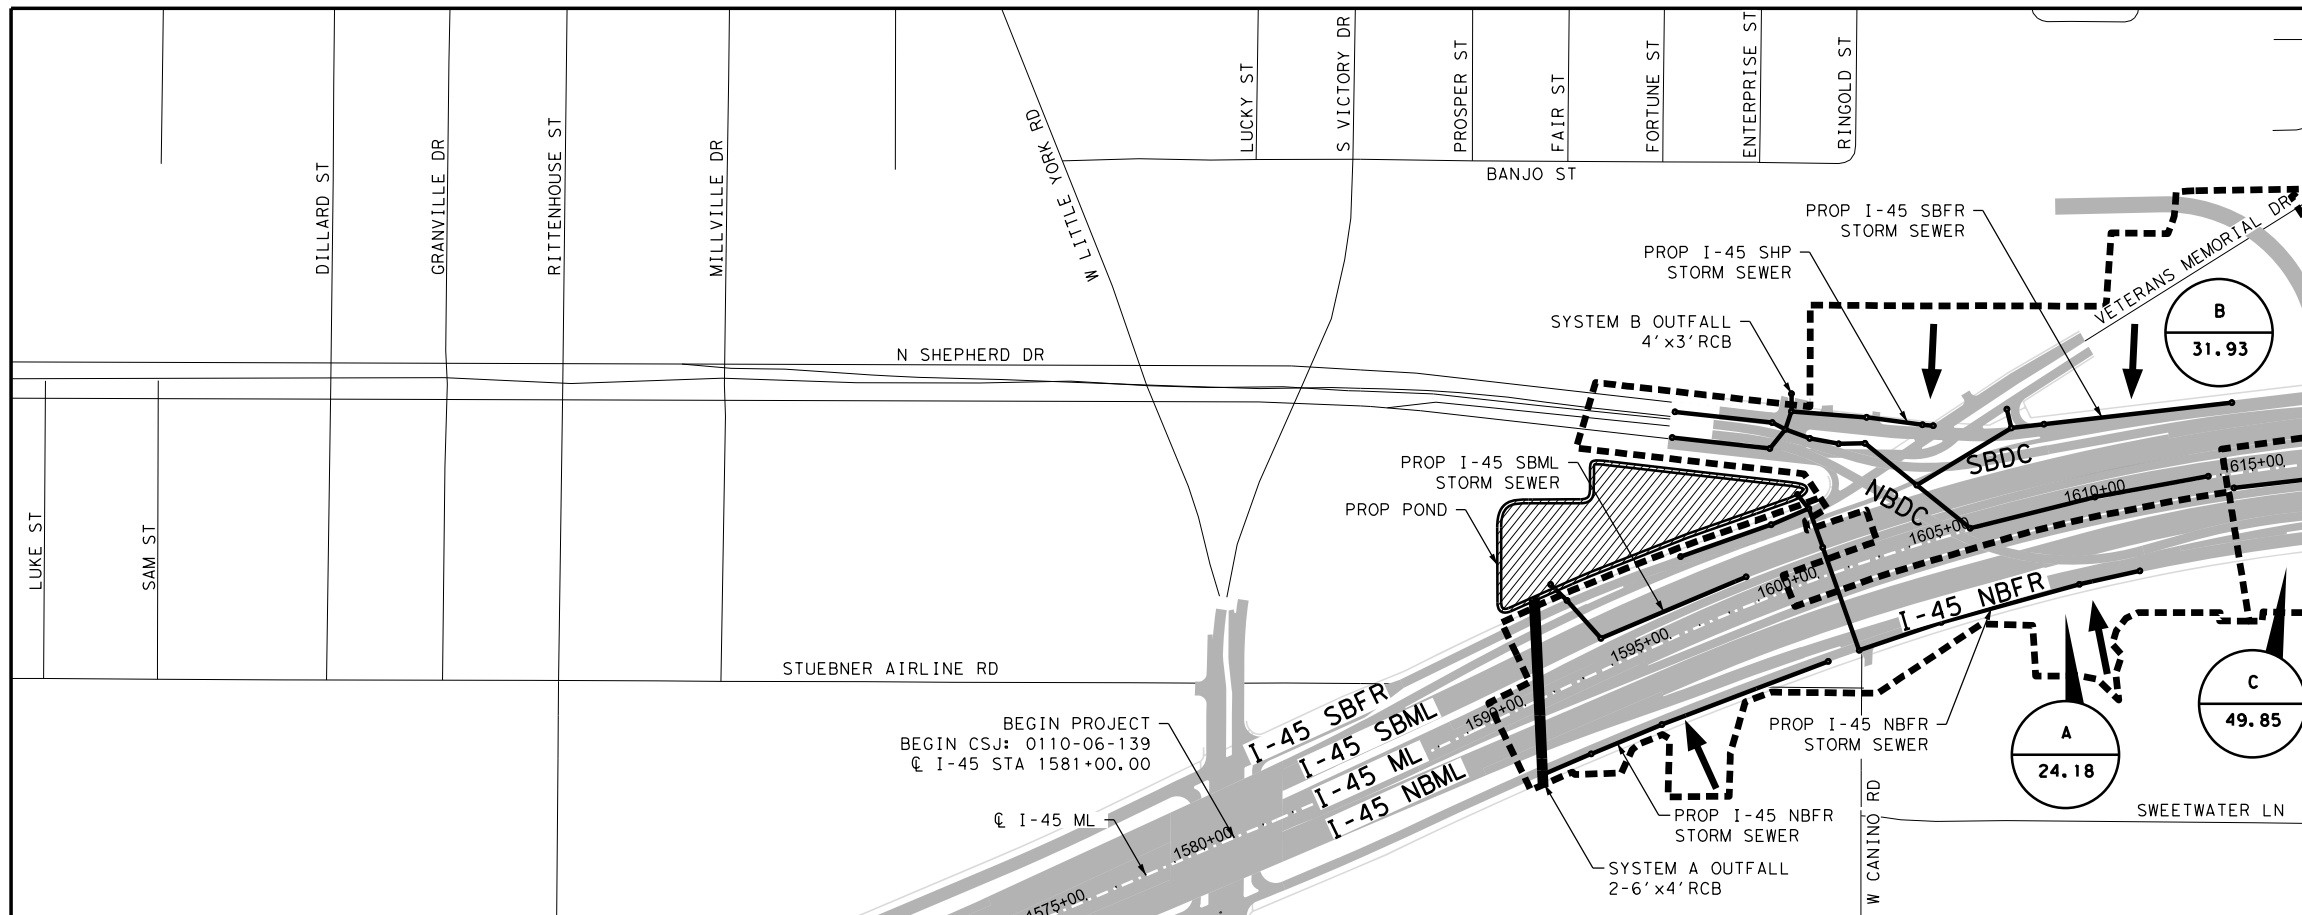 DILLARD ST
GRANVILLE DR
RITTENHOUSE ST
MILLVILLE DR
W LITTLE YORK RD
LUCKY ST
S VICTORY DR
PROSPER ST
FAIR ST
FORTUNE ST
ENTERPRISE ST
RINGOLD ST
BANJO ST
PROP I-45 SBFR
STORM SEWER
PROP I-45 SHP
STORM SEWER
VETERANS MEMORIAL DR
SYSTEM B OUTFALL
4'x3'RCB
B
31.93
N SHEPHERD DR
PROP I-45 SBML
STORM SEWER
PROP POND
SBDC
NBDC
615+00
1610+00
1605+00
1600+00
1595+00
1590+00
I-45 NBFR
LUKE ST
SAM ST
STUEBNER AIRLINE RD
I-45 SBFR
I-45 SBML
I-45 ML
I-45 NBML
BEGIN PROJECT
BEGIN CSJ: 0110-06-139
℄ I-45 STA 1581+00.00
℄ I-45 ML
1580+00
1575+00
PROP I-45 NBFR
STORM SEWER
A
24.18
C
49.85
PROP I-45 NBFR
STORM SEWER
SYSTEM A OUTFALL
2-6'x4'RCB
W CANINO RD
SWEETWATER LN